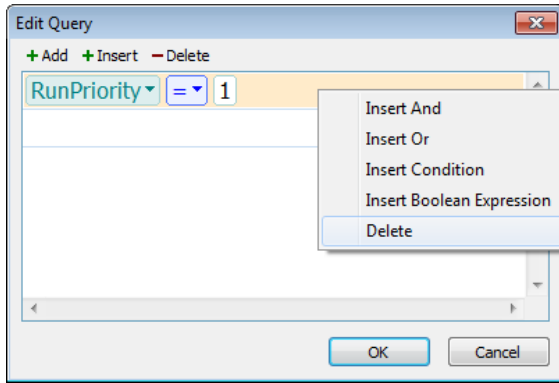 Edit Query
+ Add + Insert − Delete
RunPriority = 1
Insert And
Insert Or
Insert Condition
Insert Boolean Expression
Delete
OK Cancel